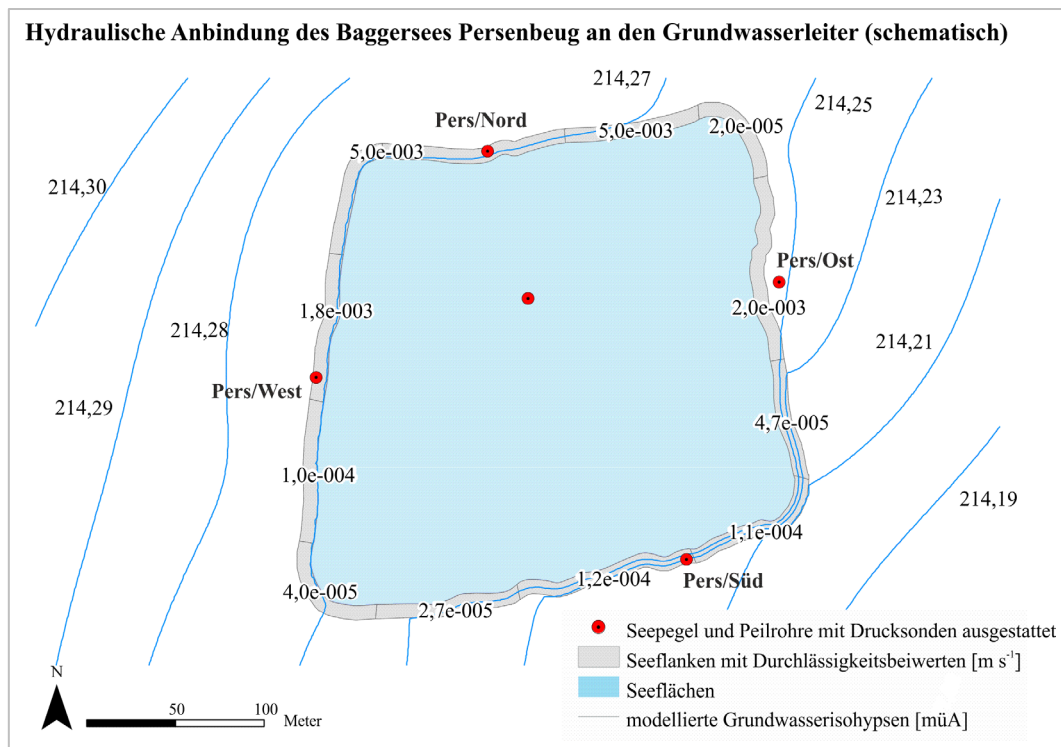 Hydraulische Anbindung des Baggersees Persenbeug an den Grundwasserleiter (schematisch)
214,27
214,25
Pers/Nord
5,0e-003
2,0e-005
5,0e-003
214,30
214,23
Pers/Ost
1,8e-003
2,0e-003
214,28
214,21
Pers/West
214,29
4,7e-005
1,0e-004
214,19
1,1e-004
Pers/Süd
1,2e-004
4,0e-005
2,7e-005
Seepegel und Peilrohre mit Drucksonden ausgestattet
N
Seeflanken mit Durchlässigkeitsbeiwerten [m s⁻¹]
Seeflächen
50
100
Meter
modellierte Grundwasserisohypsen [müA]